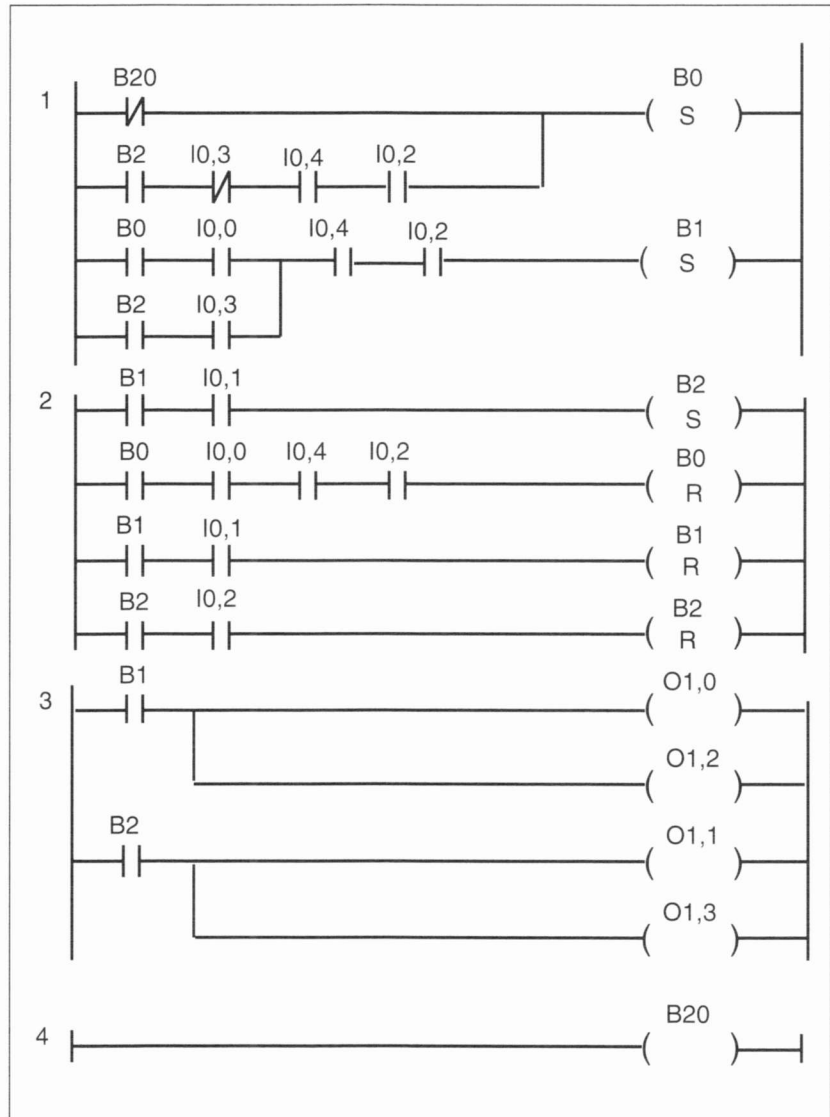 B20 B0
1
S
B2 I0,3 I0,4 I0,2
B0 I0,0 I0,4 I0,2 B1
S
B2 I0,3
B1 I0,1 B2
2
S
B0 I0,0 I0,4 I0,2 B0
R
B1 I0,1 B1
R
B2 I0,2 B2
R
B1 O1,0
3
O1,2
B2 O1,1
O1,3
B20
4